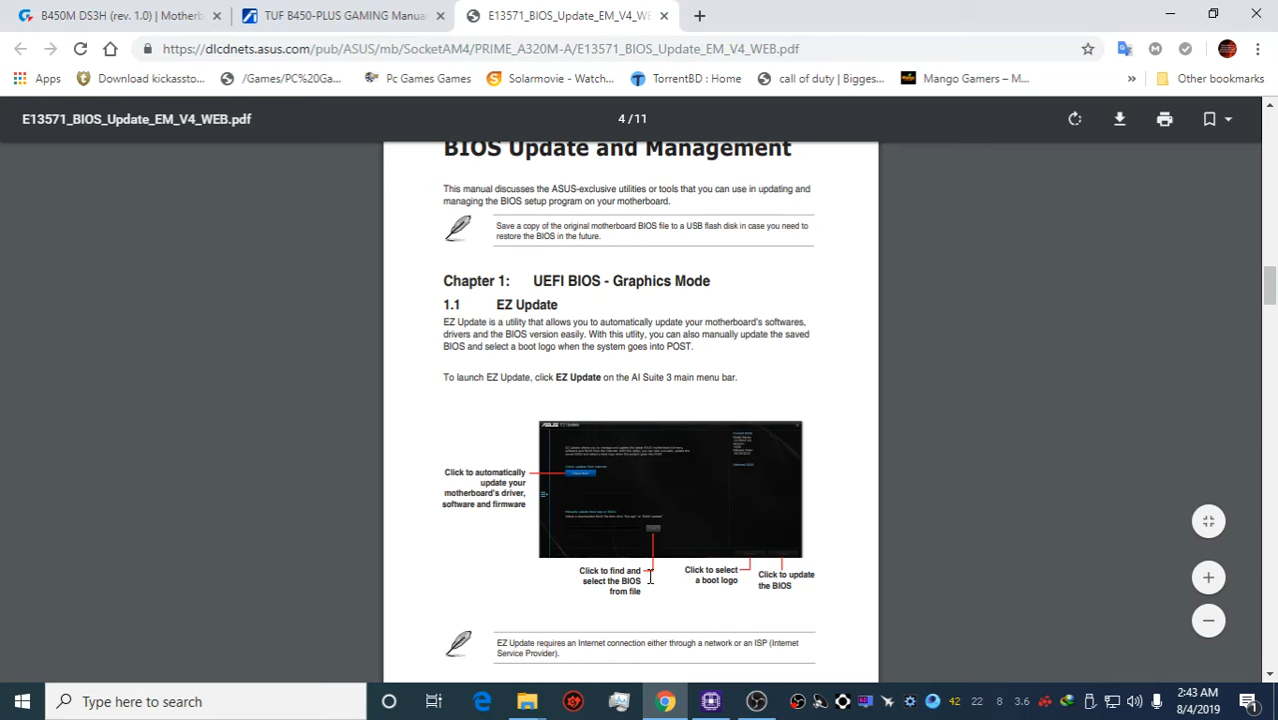 B450M DS3H (rev. 1.0) | Motherb
TUF B450-PLUS GAMING Manua
E13571_BIOS_Update_EM_V4_WE
https://dlcdnets.asus.com/pub/ASUS/mb/SocketAM4/PRIME_A320M-A/E13571_BIOS_Update_EM_V4_WEB.pdf
Apps
Download kickassto...
/Games/PC%20Ga...
Pc Games Games
Solarmovie - Watch...
TorrentBD : Home
call of duty | Bigges...
Mango Gamers – M...
»
Other bookmarks
E13571_BIOS_Update_EM_V4_WEB.pdf
4 / 11
BIOS Update and Management
This manual discusses the ASUS-exclusive utilities or tools that you can use in updating and
managing the BIOS setup program on your motherboard.
Save a copy of the original motherboard BIOS file to a USB flash disk in case you need to
restore the BIOS in the future.
Chapter 1: UEFI BIOS - Graphics Mode
1.1 EZ Update
EZ Update is a utility that allows you to automatically update your motherboard's softwares,
drivers and the BIOS version easily. With this utlity, you can also manually update the saved
BIOS and select a boot logo when the system goes into POST.
To launch EZ Update, click EZ Update on the AI Suite 3 main menu bar.
ASUS EZ Update
Click to automatically
update your
motherboard's driver,
software and firmware
Click to find and
select the BIOS
from file
Click to select
a boot logo
Click to update
the BIOS
EZ Update requires an Internet connection either through a network or an ISP (Internet
Service Provider).
Type here to search
42
22
8
3.6
2:43 AM
8/4/2019
1